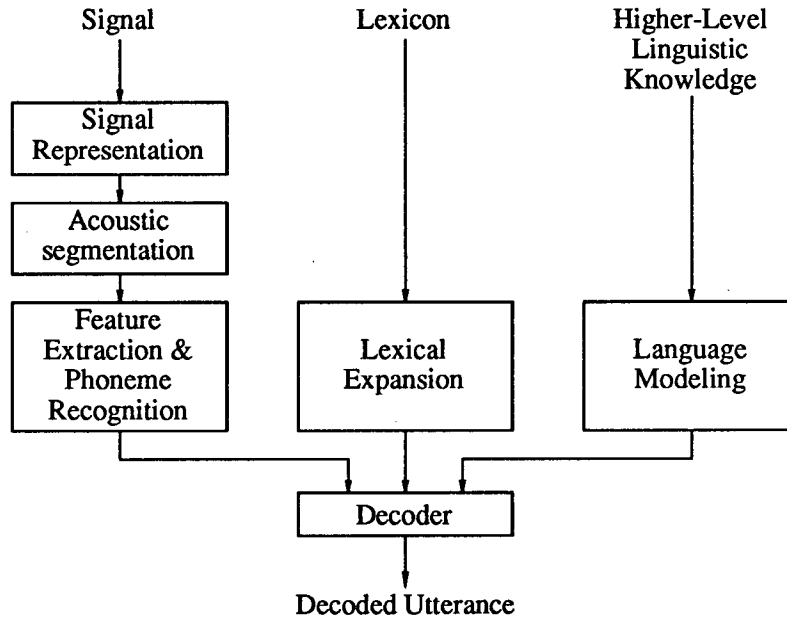 Signal
Lexicon
Higher-Level
Linguistic
Knowledge
Signal
Representation
Acoustic
segmentation
Feature
Extraction &
Phoneme
Recognition
Lexical
Expansion
Language
Modeling
Decoder
Decoded Utterance